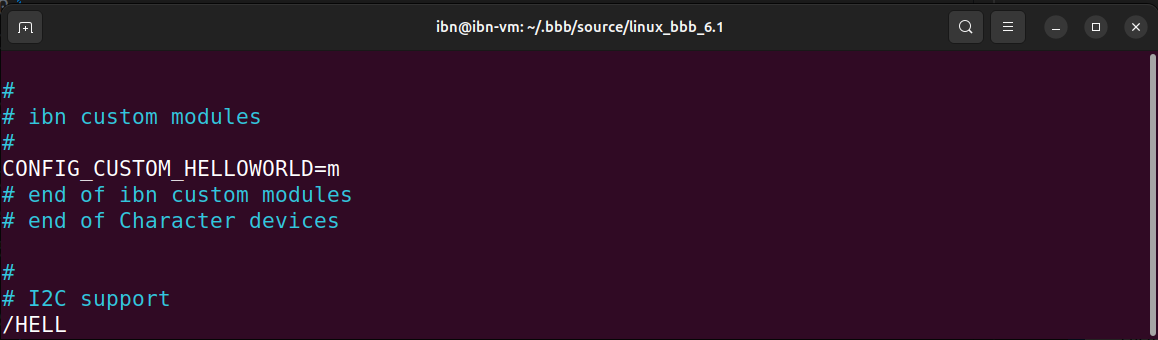 ibn@ibn-vm: ~/.bbb/source/linux_bbb_6.1
#
# ibn custom modules
#
CONFIG_CUSTOM_HELLOWORLD=m
# end of ibn custom modules
# end of Character devices
#
# I2C support
/HELL